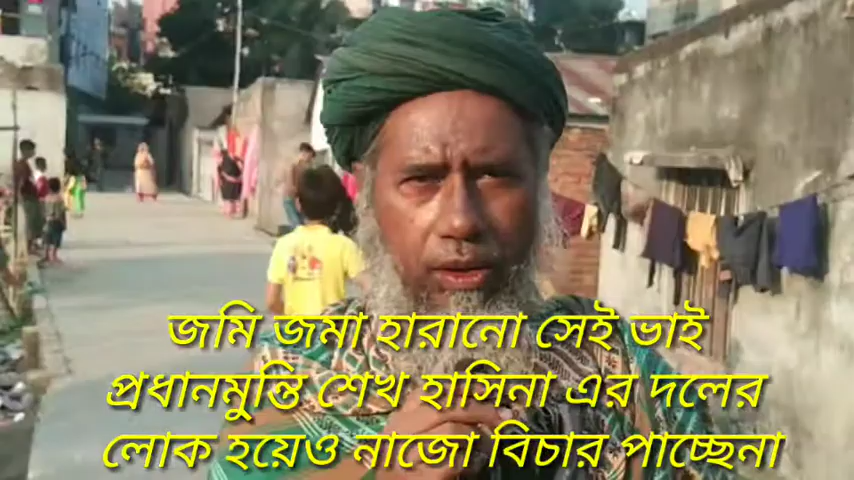 জমি জমা হারানো সেই ভাই
প্রধানমুন্তি শেখ হাসিনা এর দলের
লোক হয়েও নাজো বিচার পাচ্ছেনা